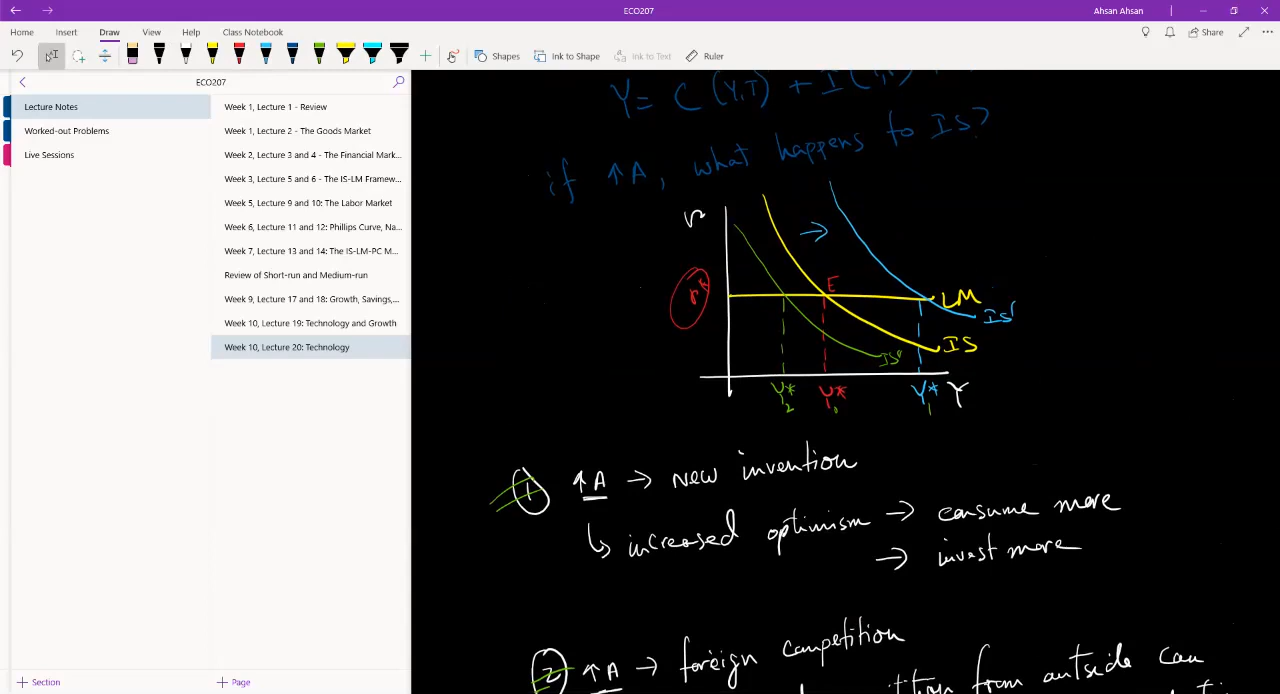 ECO207
Ahsan Ahsan
Home Insert Draw View Help Class Notebook
Share
Shapes Ink to Shape Ink to Text Ruler
ECO207
Lecture Notes
Worked-out Problems
Live Sessions
Week 1, Lecture 1 - Review
Week 1, Lecture 2 - The Goods Market
Week 2, Lecture 3 and 4 - The Financial Mark...
Week 3, Lecture 5 and 6 - The IS-LM Framew...
Week 5, Lecture 9 and 10: The Labor Market
Week 6, Lecture 11 and 12: Phillips Curve, Na...
Week 7, Lecture 13 and 14: The IS-LM-PC M...
Review of Short-run and Medium-run
Week 9, Lecture 17 and 18: Growth, Savings,...
Week 10, Lecture 19: Technology and Growth
Week 10, Lecture 20: Technology
+ Section
+ Page
Y = C (Y,T) + I (
if ↑A, what happens to IS?
r
r*
E
LM
IS'
IS
IS"
Y₂* Y₀* Y₁* Y
① ↑A → new invention
↳ increased optimism → consume more
→ invest more
② ↑A → foreign competition
from outside can